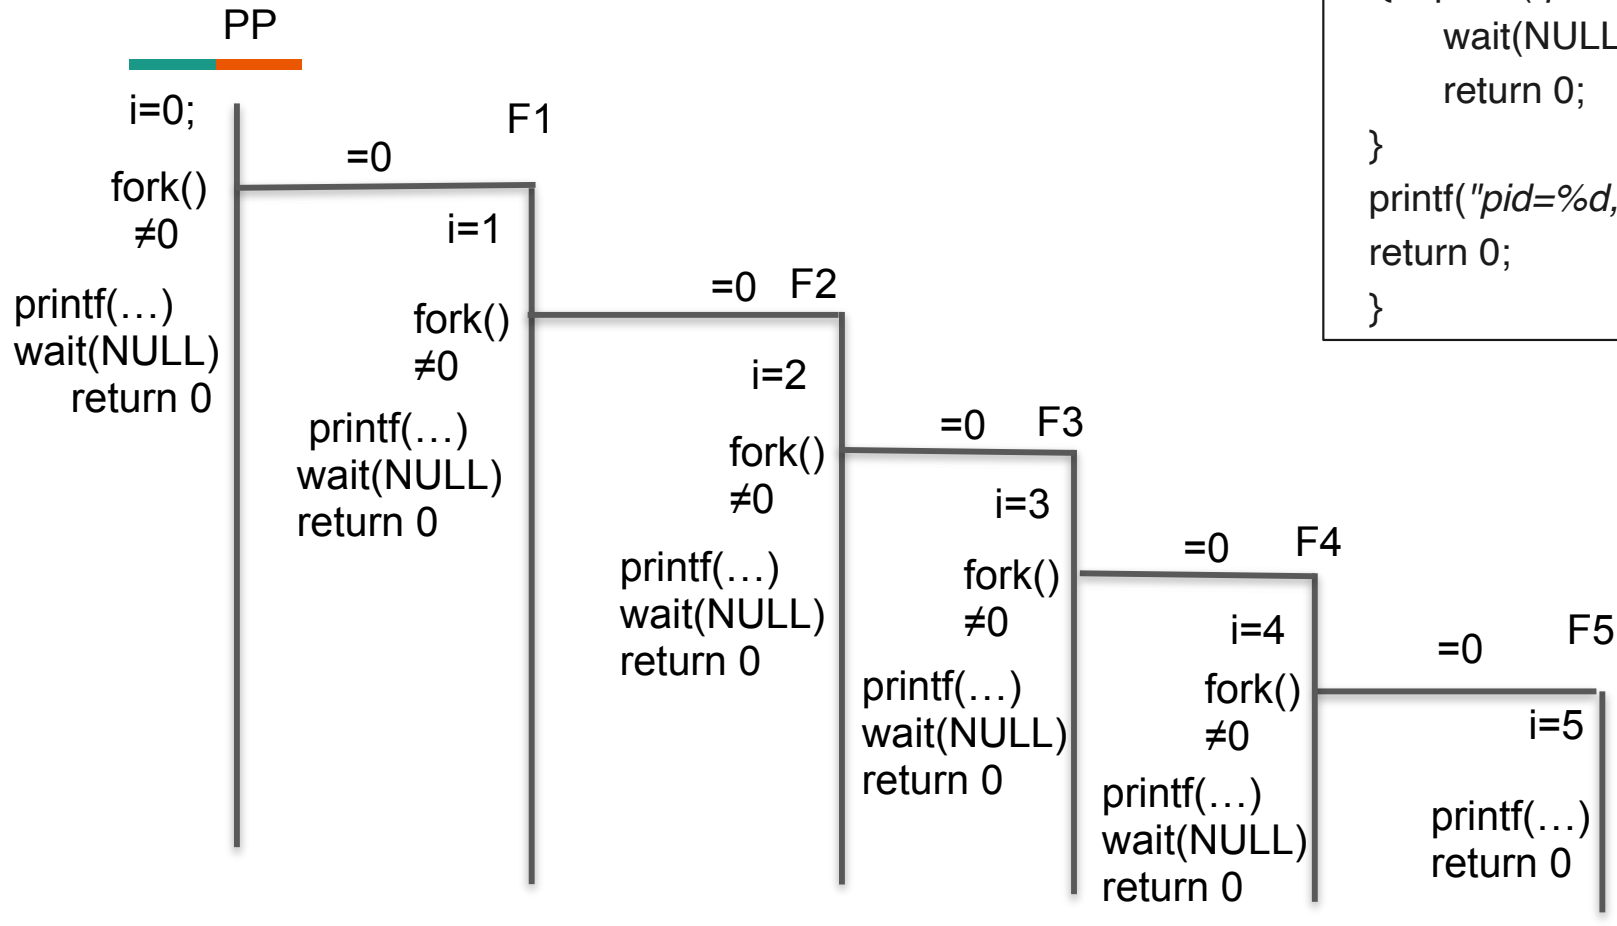 PP
i=0;
fork()
≠0
printf(…)
wait(NULL)
return 0
=0
F1
i=1
fork()
≠0
printf(…)
wait(NULL)
return 0
=0
F2
i=2
fork()
≠0
printf(…)
wait(NULL)
return 0
=0
F3
i=3
fork()
≠0
printf(…)
wait(NULL)
return 0
=0
F4
i=4
fork()
≠0
printf(…)
wait(NULL)
return 0
=0
F5
i=5
printf(…)
return 0
wait(NULL
return 0;
}
printf("pid=%d,
return 0;
}